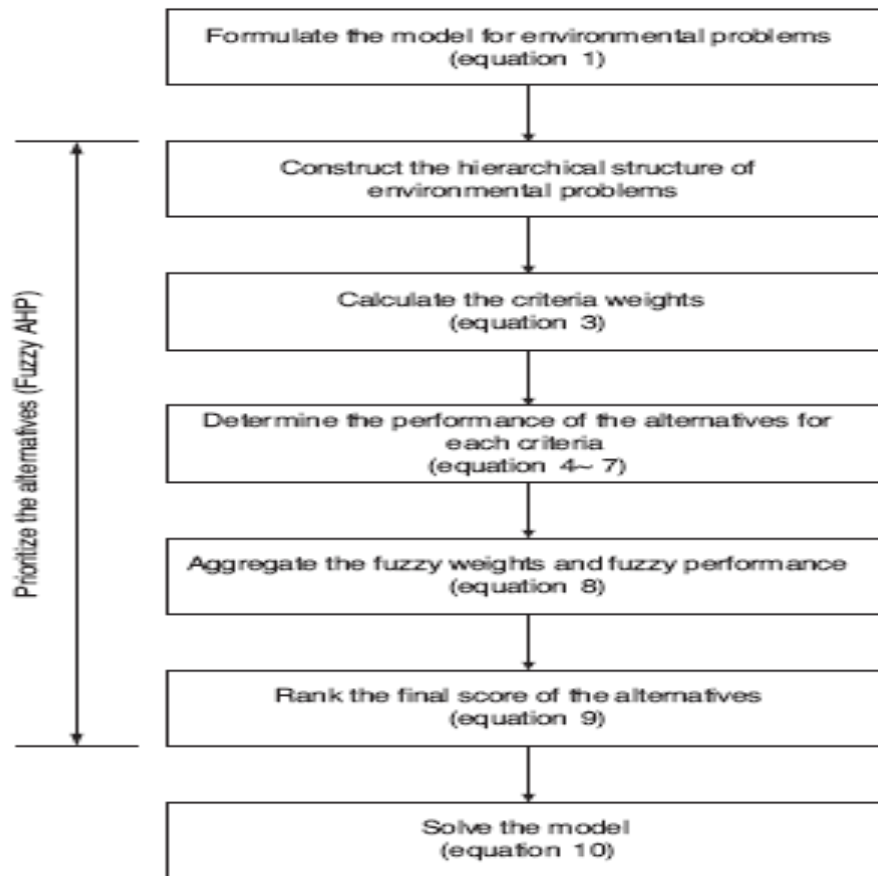 Formulate the model for environmental problems
(equation 1)
Prioritize the alternatives (Fuzzy AHP)
Construct the hierarchical structure of
environmental problems
Calculate the criteria weights
(equation 3)
Determine the performance of the alternatives for
each criteria
(equation 4~ 7)
Aggregate the fuzzy weights and fuzzy performance
(equation 8)
Rank the final score of the alternatives
(equation 9)
Solve the model
(equation 10)